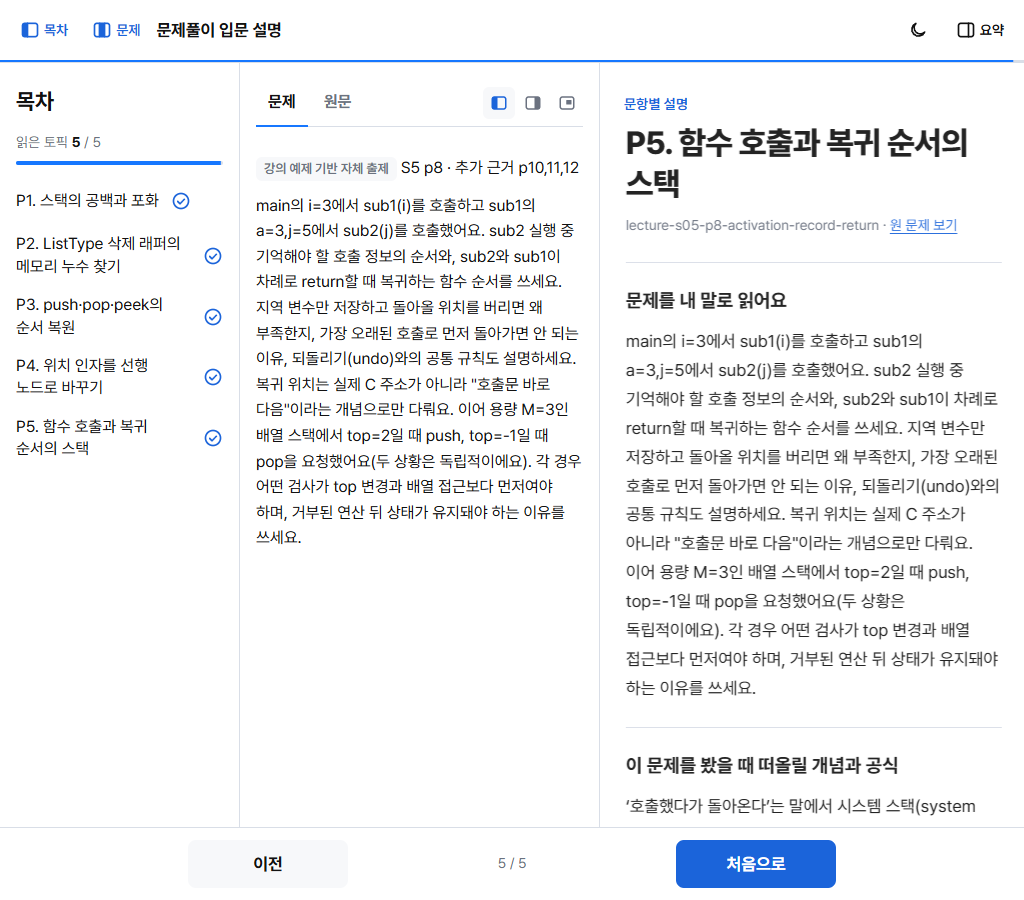 목차
문제
문제풀이 입문 설명
요약
목차
읽은 토픽 5 / 5
P1. 스택의 공백과 포화
P2. ListType 삭제 래퍼의
메모리 누수 찾기
P3. push·pop·peek의
순서 복원
P4. 위치 인자를 선행
노드로 바꾸기
P5. 함수 호출과 복귀
순서의 스택
문제
원문
강의 예제 기반 자체 출제 S5 p8 · 추가 근거 p10,11,12
main의 i=3에서 sub1(i)를 호출하고 sub1의
a=3,j=5에서 sub2(j)를 호출했어요. sub2 실행 중
기억해야 할 호출 정보의 순서와, sub2와 sub1이
차례로 return할 때 복귀하는 함수 순서를 쓰세요.
지역 변수만 저장하고 돌아올 위치를 버리면 왜
부족한지, 가장 오래된 호출로 먼저 돌아가면 안 되는
이유, 되돌리기(undo)와의 공통 규칙도 설명하세요.
복귀 위치는 실제 C 주소가 아니라 "호출문 바로
다음"이라는 개념으로만 다뤄요. 이어 용량 M=3인
배열 스택에서 top=2일 때 push, top=-1일 때
pop을 요청했어요(두 상황은 독립적이에요). 각 경우
어떤 검사가 top 변경과 배열 접근보다 먼저여야
하며, 거부된 연산 뒤 상태가 유지돼야 하는 이유를
쓰세요.
문항별 설명
P5. 함수 호출과 복귀 순서의
스택
lecture-s05-p8-activation-record-return · 원 문제 보기
문제를 내 말로 읽어요
main의 i=3에서 sub1(i)를 호출하고 sub1의
a=3,j=5에서 sub2(j)를 호출했어요. sub2 실행 중
기억해야 할 호출 정보의 순서와, sub2와 sub1이 차례로
return할 때 복귀하는 함수 순서를 쓰세요. 지역 변수만
저장하고 돌아올 위치를 버리면 왜 부족한지, 가장 오래된
호출로 먼저 돌아가면 안 되는 이유, 되돌리기(undo)와의
공통 규칙도 설명하세요. 복귀 위치는 실제 C 주소가
아니라 "호출문 바로 다음"이라는 개념으로만 다뤄요.
이어 용량 M=3인 배열 스택에서 top=2일 때 push,
top=-1일 때 pop을 요청했어요(두 상황은
독립적이에요). 각 경우 어떤 검사가 top 변경과 배열
접근보다 먼저여야 하며, 거부된 연산 뒤 상태가 유지돼야
하는 이유를 쓰세요.
이 문제를 봤을 때 떠올릴 개념과 공식
‘호출했다가 돌아온다’는 말에서 시스템 스택(system
이전
5 / 5
처음으로